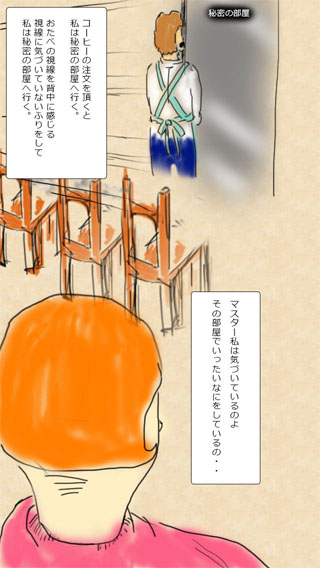 秘密の部屋
コーヒーの注文を頂くと
私は秘密の部屋へ行く。
おたべの視線を背中に感じる
視線に気づいていないふりをして
私は秘密の部屋へ行く。
マスター私は気づいているのよ
その部屋でいったいなにをしているの・・